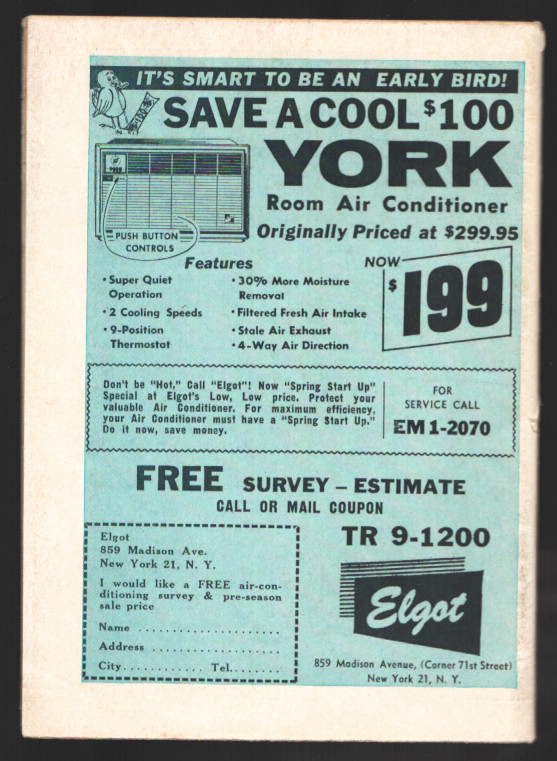 IT'S SMART TO BE AN EARLY BIRD!
$100
SAVE A COOL $100
YORK
Room Air Conditioner
Originally Priced at $299.95
PUSH BUTTON
CONTROLS
NOW
$199
Features
• Super Quiet
Operation
• 2 Cooling Speeds
• 9-Position
Thermostat
• 30% More Moisture
Removal
• Filtered Fresh Air Intake
• Stale Air Exhaust
• 4-Way Air Direction
Don't be "Hot," Call "Elgot"! Now "Spring Start Up"
Special at Elgot's Low, Low price. Protect your
valuable Air Conditioner. For maximum efficiency,
your Air Conditioner must have a "Spring Start Up."
Do it now, save money.
FOR
SERVICE CALL
EM 1-2070
FREE SURVEY – ESTIMATE
CALL OR MAIL COUPON
Elgot
859 Madison Ave.
New York 21, N. Y.
I would like a FREE air-con-
ditioning survey & pre-season
sale price
Name ....................
Address ..................
City............ Tel.......
TR 9-1200
Elgot
859 Madison Avenue, (Corner 71st Street)
New York 21, N. Y.